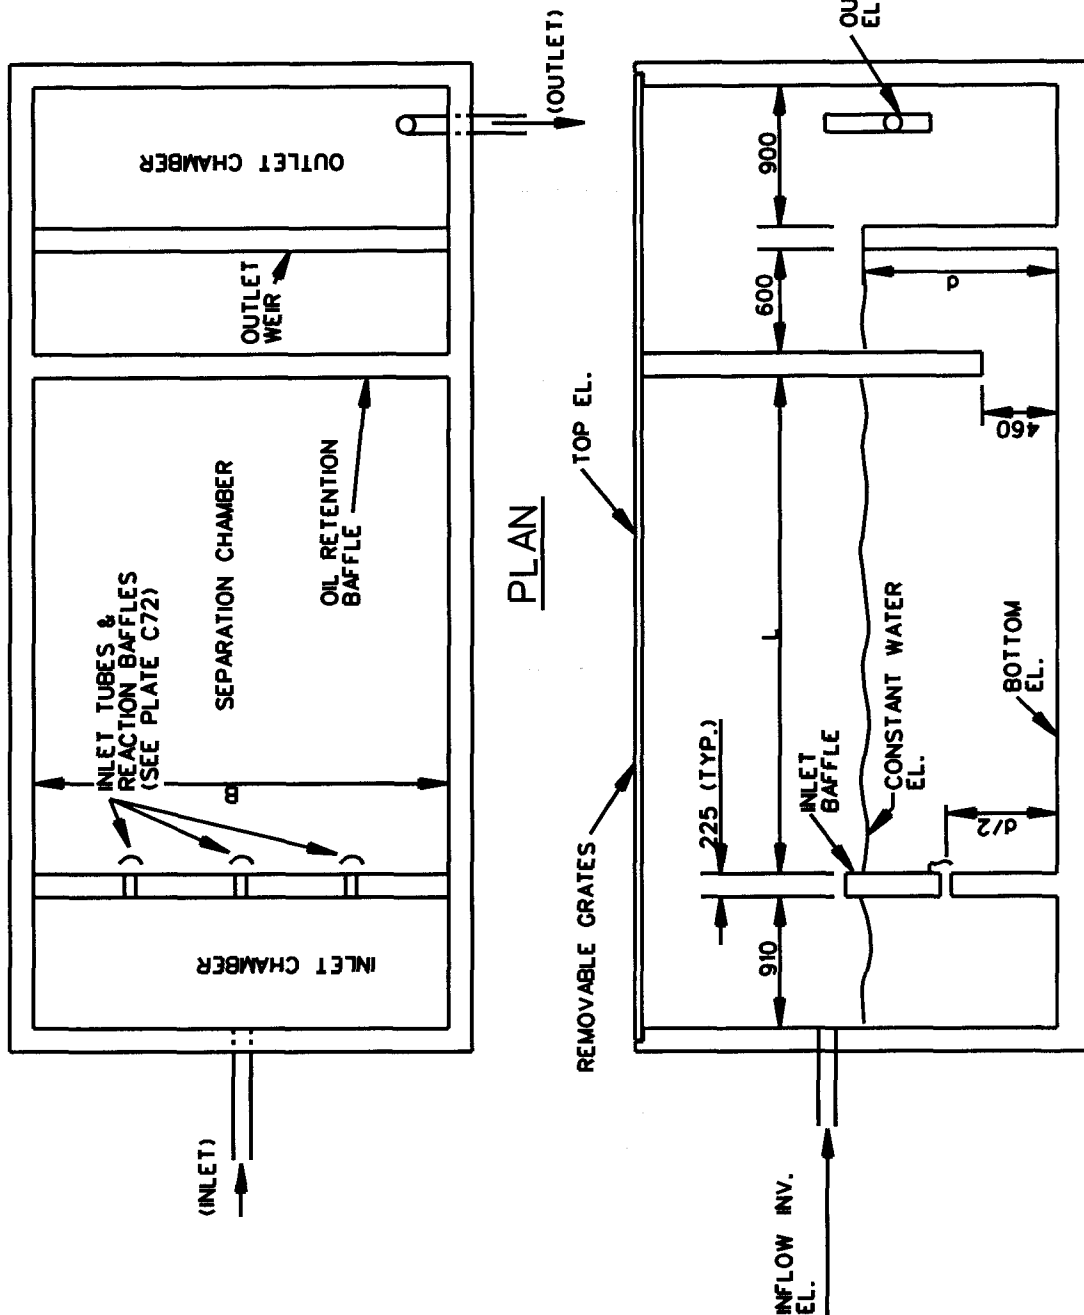 (INLET)
INLET CHAMBER
INLET TUBES &
REACTION BAFFLES
(SEE PLATE C72)
B
SEPARATION CHAMBER
OIL RETENTION
BAFFLE
OUTLET
WEIR
OUTLET CHAMBER
(OUTLET)
PLAN
INFLOW INV.
EL.
REMOVABLE GRATES
TOP EL.
910
225 (TYP.)
INLET
BAFFLE
CONSTANT WATER
EL.
d/2
BOTTOM
EL.
L
460
600
d
900
OU
EL